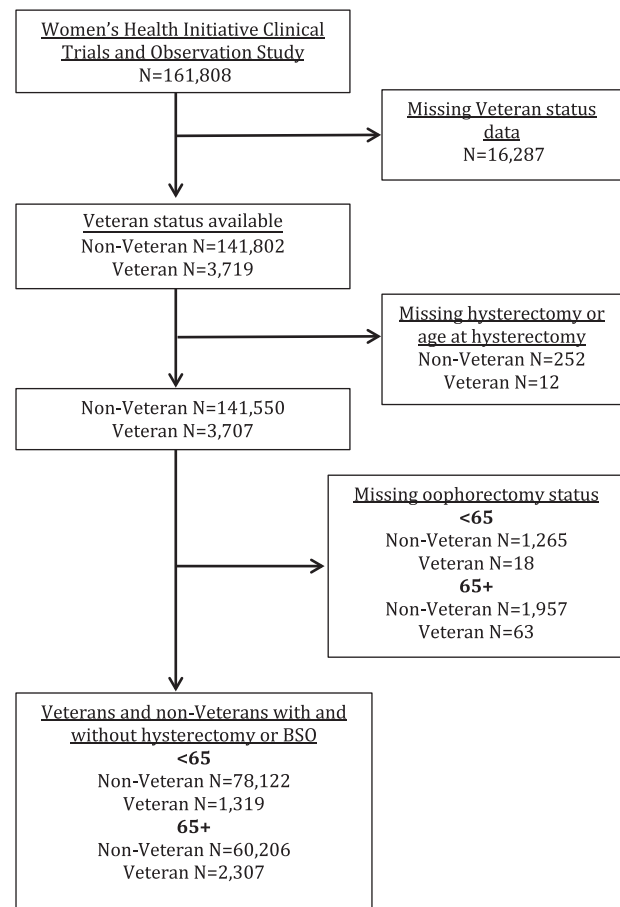 Women's Health Initiative Clinical
Trials and Observation Study
N=161,808
Missing Veteran status
data
N=16,287
Veteran status available
Non-Veteran N=141,802
Veteran N=3,719
Missing hysterectomy or
age at hysterectomy
Non-Veteran N=252
Veteran N=12
Non-Veteran N=141,550
Veteran N=3,707
Missing oophorectomy status
<65
Non-Veteran N=1,265
Veteran N=18
65+
Non-Veteran N=1,957
Veteran N=63
Veterans and non-Veterans with and
without hysterectomy or BSO
<65
Non-Veteran N=78,122
Veteran N=1,319
65+
Non-Veteran N=60,206
Veteran N=2,307